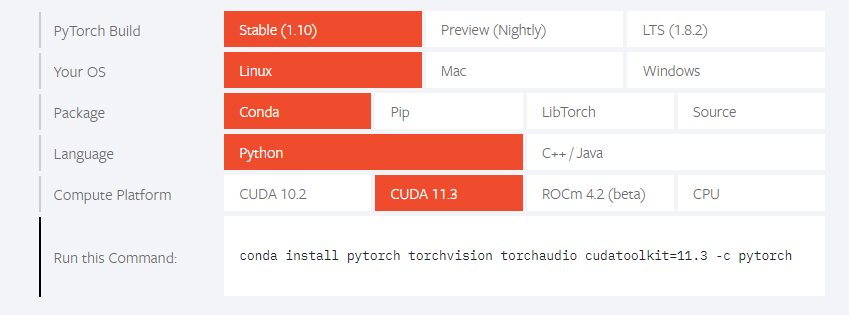 PyTorch Build Stable (1.10) Preview (Nightly) LTS (1.8.2)
Your OS Linux Mac Windows
Package Conda Pip LibTorch Source
Language Python C++ / Java
Compute Platform CUDA 10.2 CUDA 11.3 ROCm 4.2 (beta) CPU
Run this Command: conda install pytorch torchvision torchaudio cudatoolkit=11.3 -c pytorch